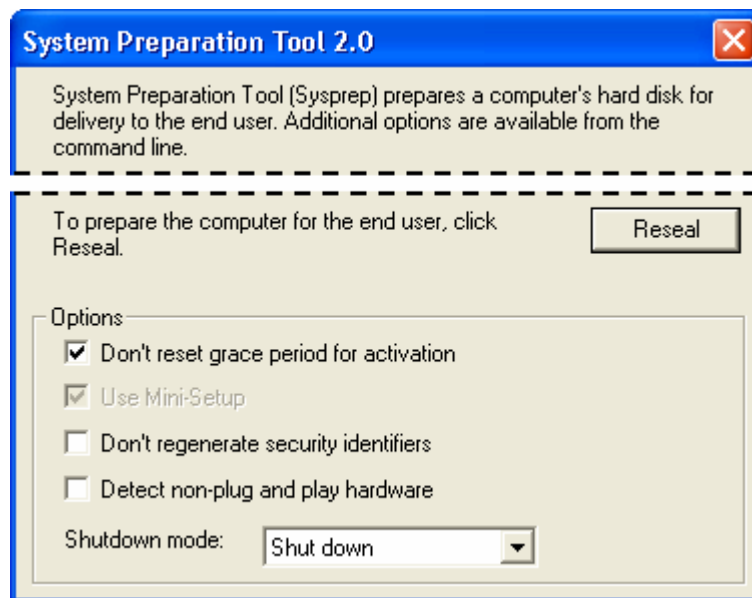 System Preparation Tool 2.0
System Preparation Tool (Sysprep) prepares a computer's hard disk for
delivery to the end user. Additional options are available from the
command line.
To prepare the computer for the end user, click
Reseal.
Reseal
Options
Don't reset grace period for activation
Use Mini-Setup
Don't regenerate security identifiers
Detect non-plug and play hardware
Shutdown mode: Shut down